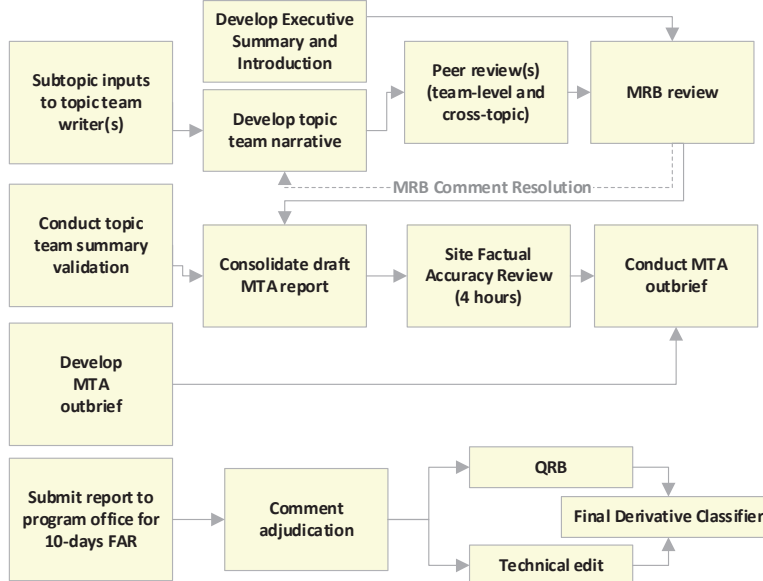 Develop Executive
Summary and
Introduction
Subtopic inputs
to topic team
writer(s)
Develop topic
team narrative
Peer review(s)
(team-level and
cross-topic)
MRB review
MRB Comment Resolution
Conduct topic
team summary
validation
Consolidate draft
MTA report
Site Factual
Accuracy Review
(4 hours)
Conduct MTA
outbrief
Develop
MTA
outbrief
Submit report to
program office for
10-days FAR
Comment
adjudication
QRB
Technical edit
Final Derivative Classifier